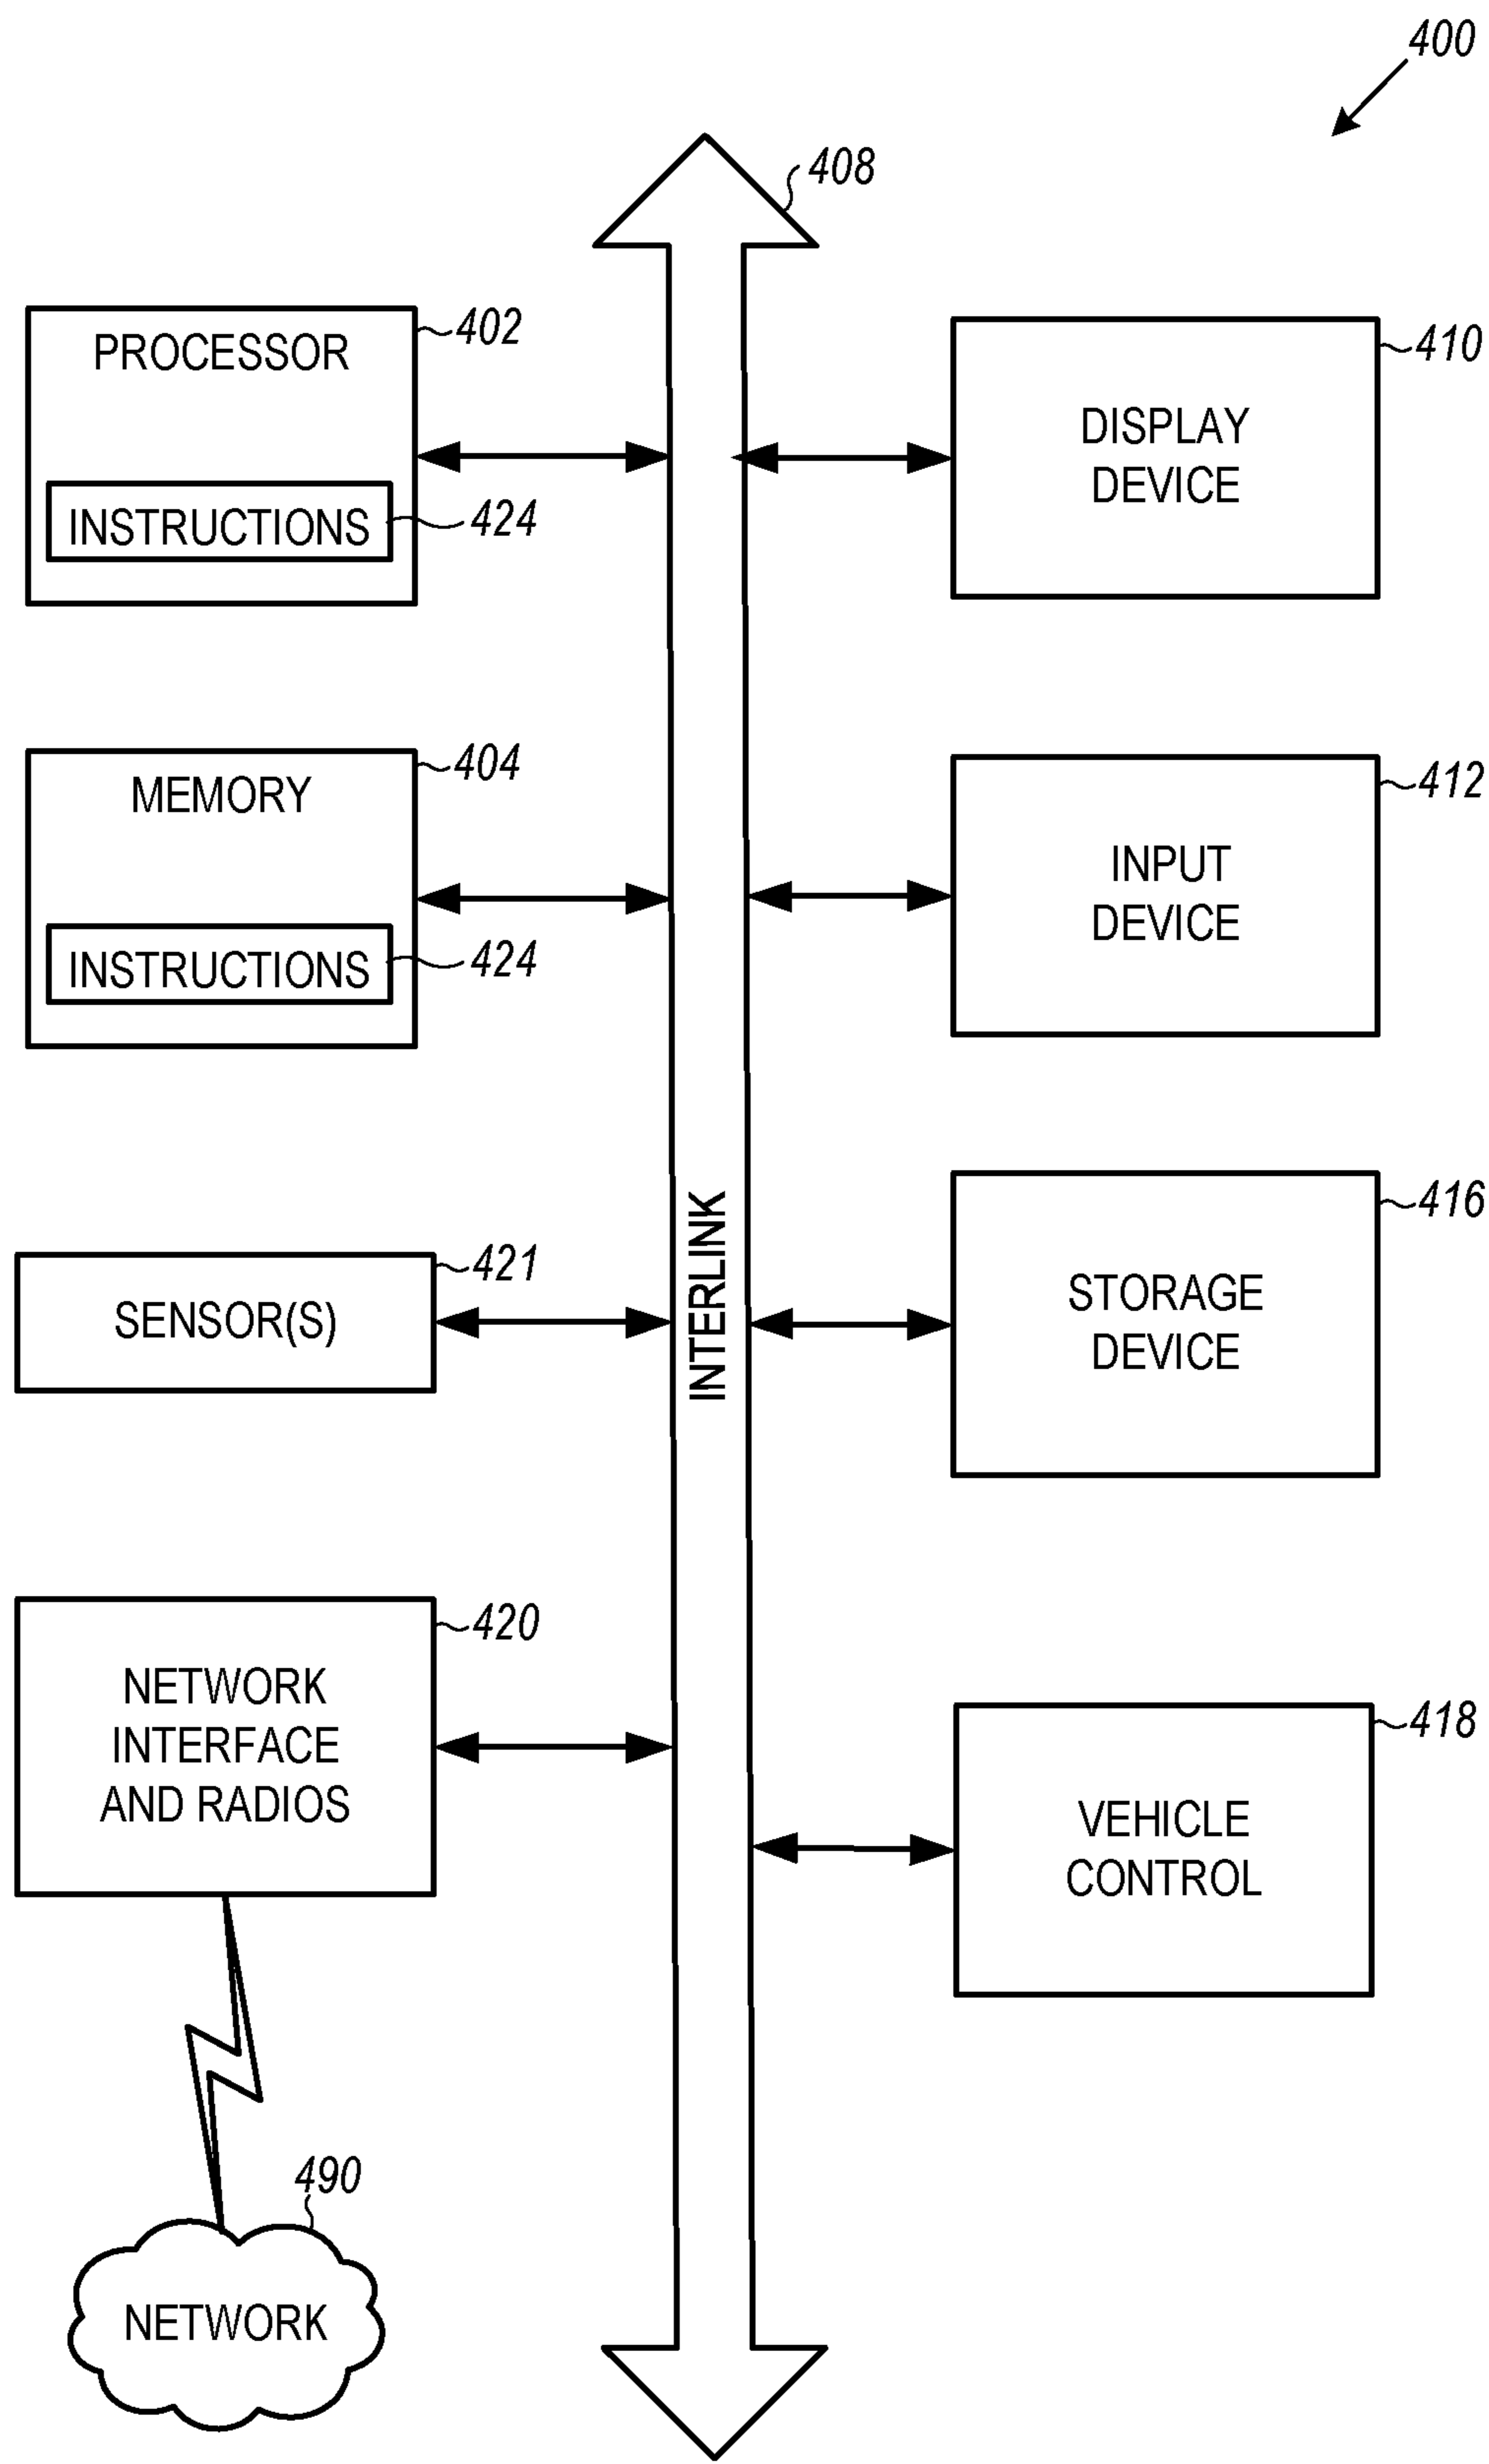 400
408
PROCESSOR
402
INSTRUCTIONS
424
DISPLAY
DEVICE
410
MEMORY
404
INSTRUCTIONS
424
INPUT
DEVICE
412
INTERLINK
SENSOR(S)
421
STORAGE
DEVICE
416
NETWORK
INTERFACE
AND RADIOS
420
VEHICLE
CONTROL
418
490
NETWORK